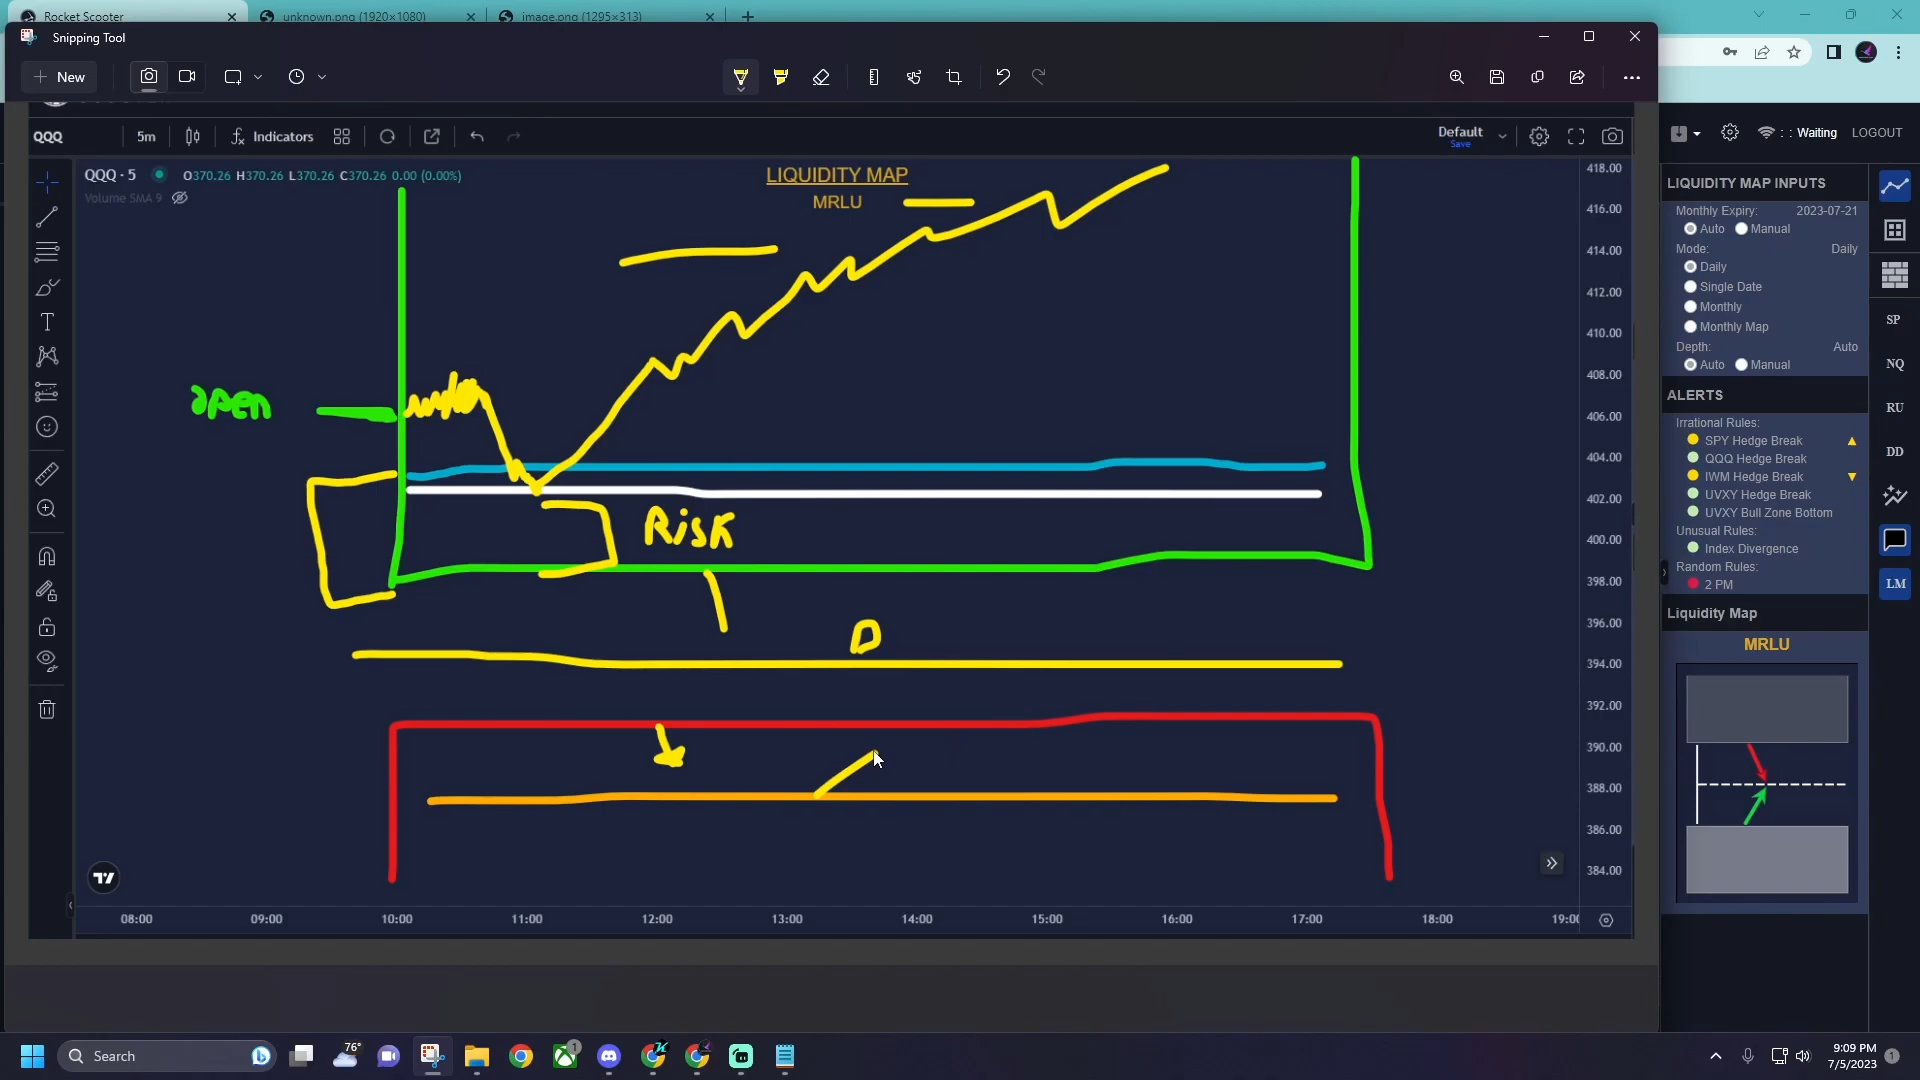 Rocket Scooter
unknown.png (1920×1080)
image.png (1295×313)
Snipping Tool
New
QQQ
5m
Indicators
Default
Save
: : Waiting
LOGOUT
QQQ · 5
O370.26 H370.26 L370.26 C370.26 0.00 (0.00%)
Volume SMA 9
LIQUIDITY MAP
MRLU
open
Risk
D
418.00
416.00
414.00
412.00
410.00
408.00
406.00
404.00
402.00
400.00
398.00
396.00
394.00
392.00
390.00
388.00
386.00
384.00
08:00
09:00
10:00
11:00
12:00
13:00
14:00
15:00
16:00
17:00
18:00
LIQUIDITY MAP INPUTS
Monthly Expiry: 2023-07-21
Auto Manual
Mode: Daily
Daily
Single Date
Monthly
Monthly Map
Depth: Auto
Auto Manual
ALERTS
Irrational Rules:
SPY Hedge Break
QQQ Hedge Break
IWM Hedge Break
UVXY Hedge Break
UVXY Bull Zone Bottom
Unusual Rules:
Index Divergence
Random Rules:
2 PM
Liquidity Map
MRLU
SP
NQ
RU
DD
LM
Search
76°
1
9:09 PM
7/5/2023
1